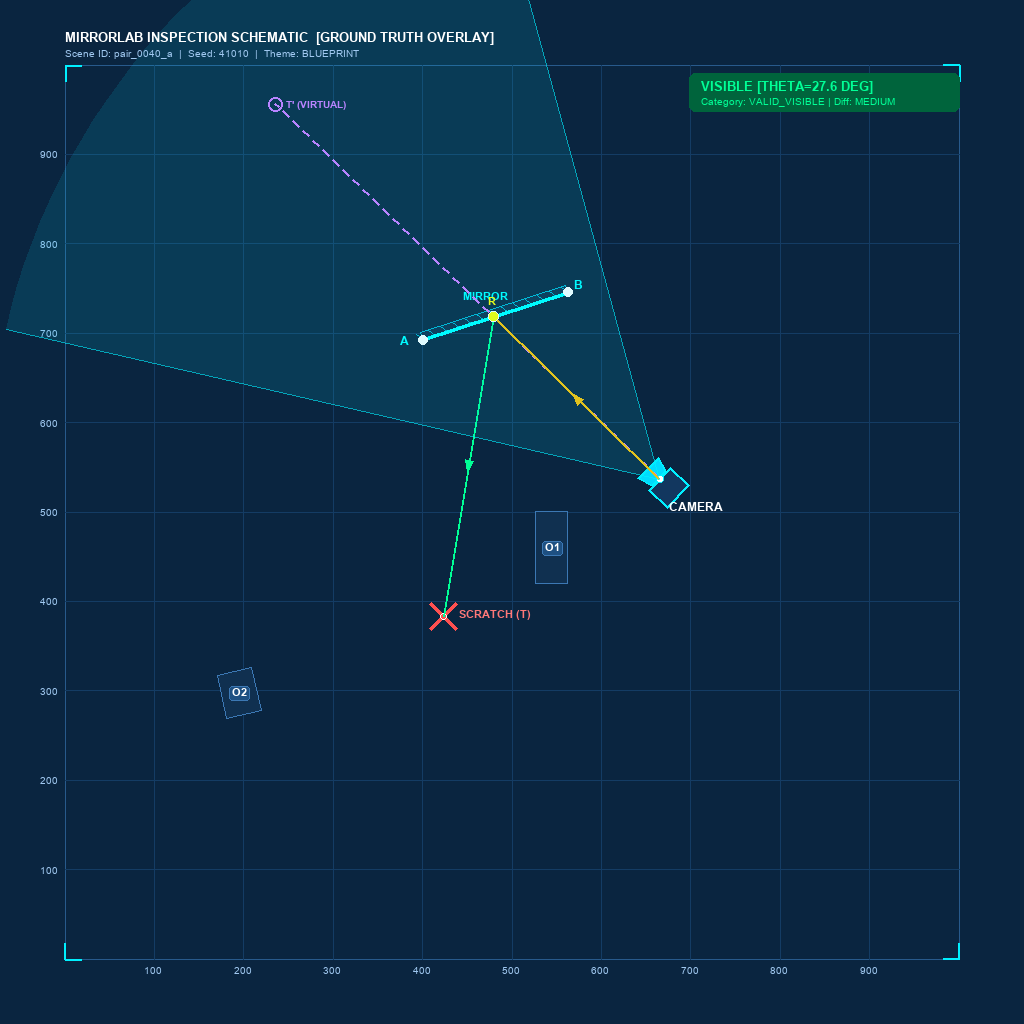 MIRRORLAB INSPECTION SCHEMATIC [GROUND TRUTH OVERLAY]
Scene ID: pair_0040_a | Seed: 41010 | Theme: BLUEPRINT
VISIBLE [THETA=27.6 DEG]
Category: VALID_VISIBLE | Diff: MEDIUM
T' (VIRTUAL)
900
800
B
MIRROR
R
A
700
600
CAMERA
500
O1
400
SCRATCH (T)
300
O2
200
100
100 200 300 400 500 600 700 800 900